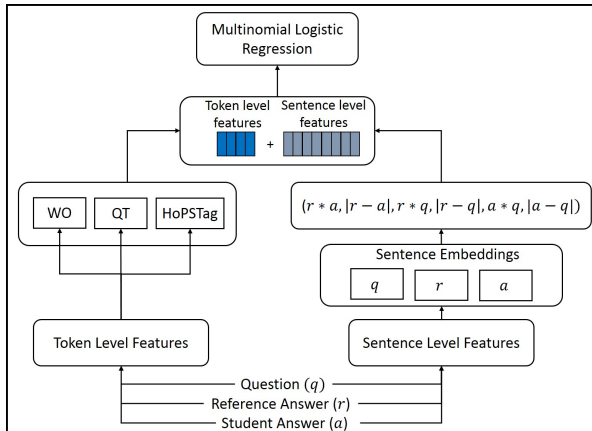 Multinomial Logistic
Regression
Token level
features
Sentence level
features
+
WO
QT
HoPSTag
(r * a, |r − a|, r * q, |r − q|, a * q, |a − q|)
Sentence Embeddings
q
r
a
Token Level Features
Sentence Level Features
Question (q)
Reference Answer (r)
Student Answer (a)